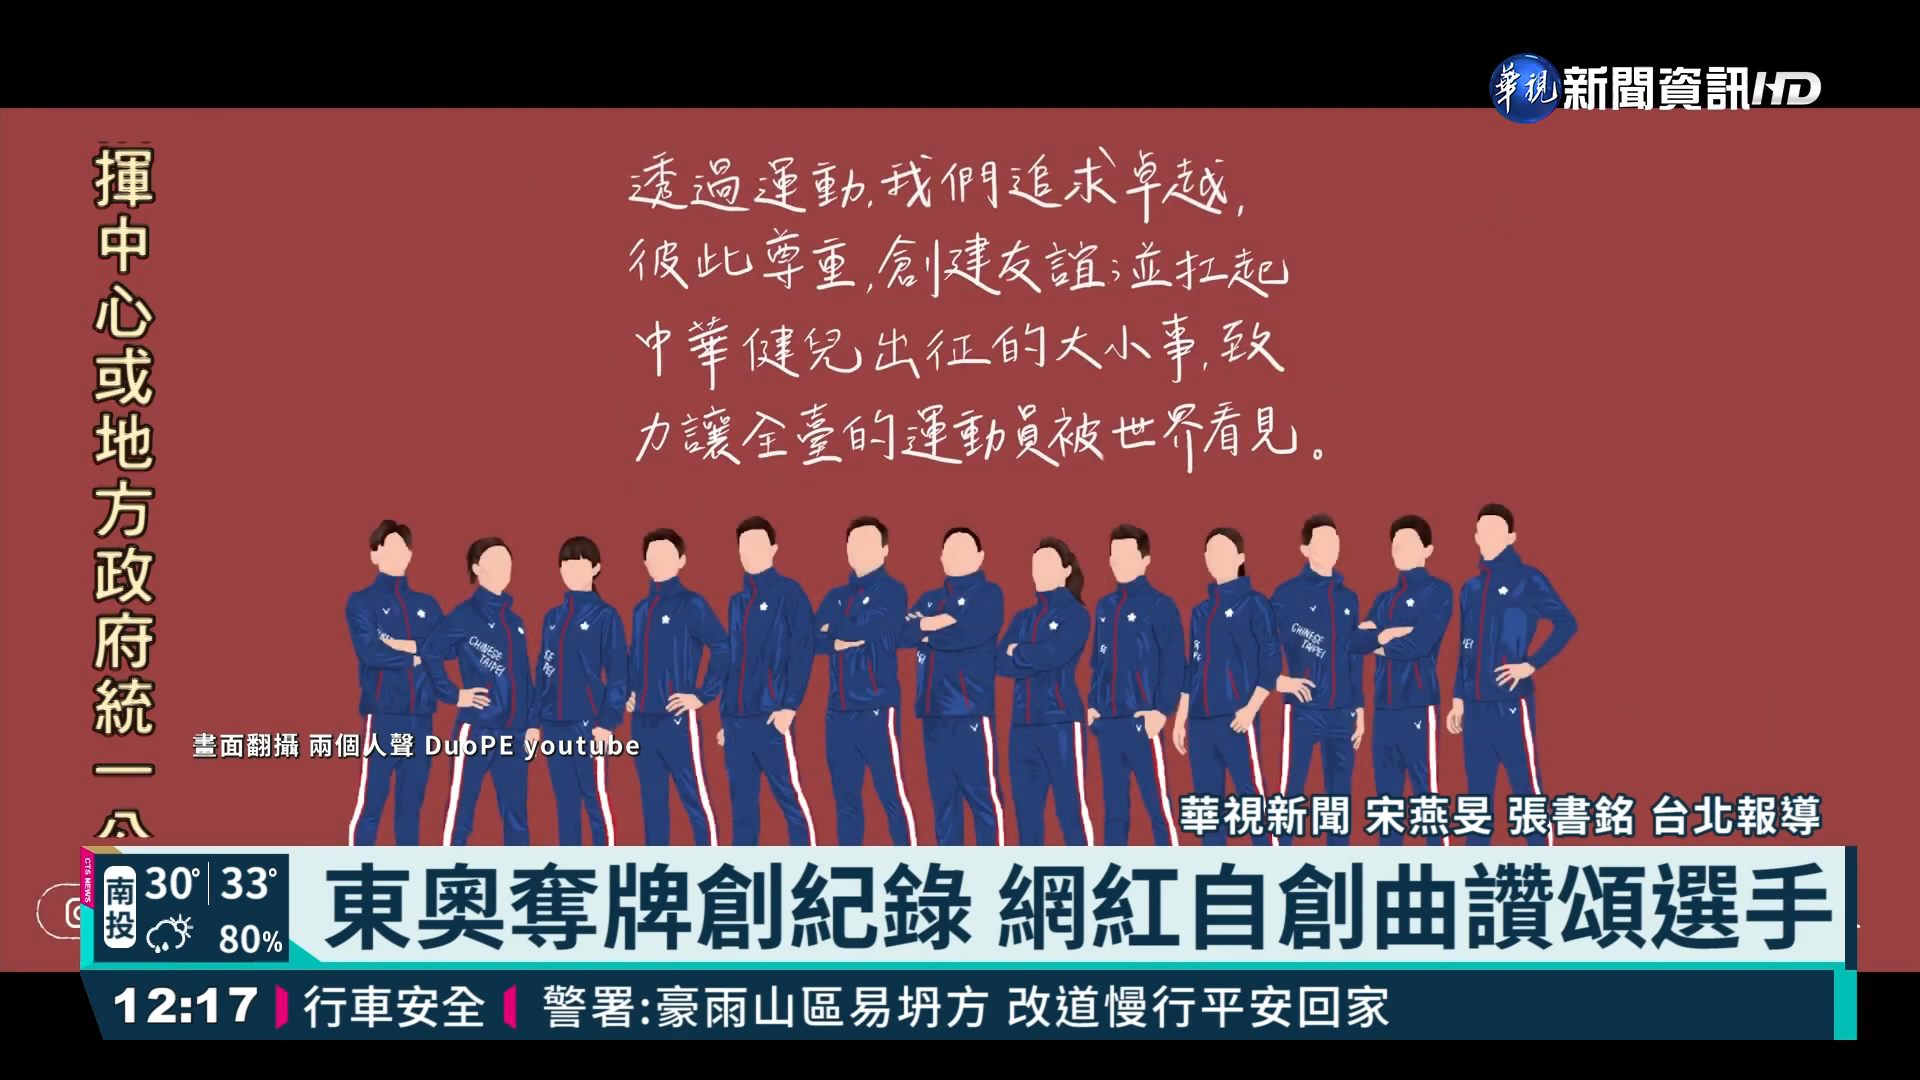 華視 新聞資訊HD
揮中心或地方政府統一公
透過運動,我們追求卓越,
彼此尊重,創建友誼;並扛起
中華健兒出征的大小事,致
力讓全臺的運動員被世界看見。
CHINESE TAIPEI
CHINESE TAIPEI
畫面翻攝 兩個人聲 DuoPE youtube
華視新聞 宋燕旻 張書銘 台北報導
CTS NEWS
南投
30° 33°
80%
東奧奪牌創紀錄 網紅自創曲讚頌選手
12:17 行車安全 警署:豪雨山區易坍方 改道慢行平安回家